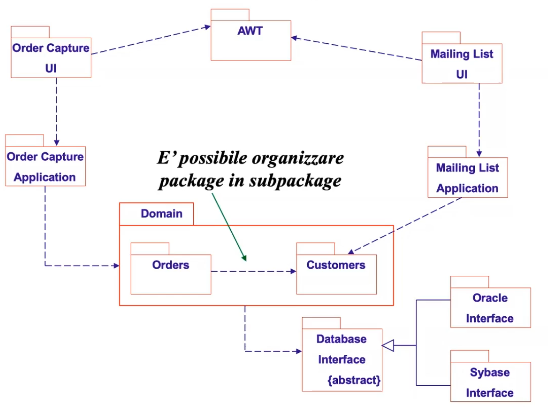 Order Capture
UI
AWT
Mailing List
UI
Order Capture
Application
E’ possibile organizzare
package in subpackage
Mailing List
Application
Domain
Orders
Customers
Database
Interface
{abstract}
Oracle
Interface
Sybase
Interface